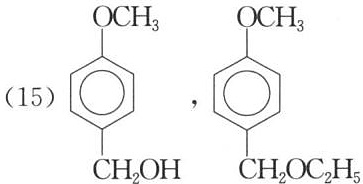 OCH₃ OCH₃
(15) ,
CH₂OH CH₂OC₂H₅